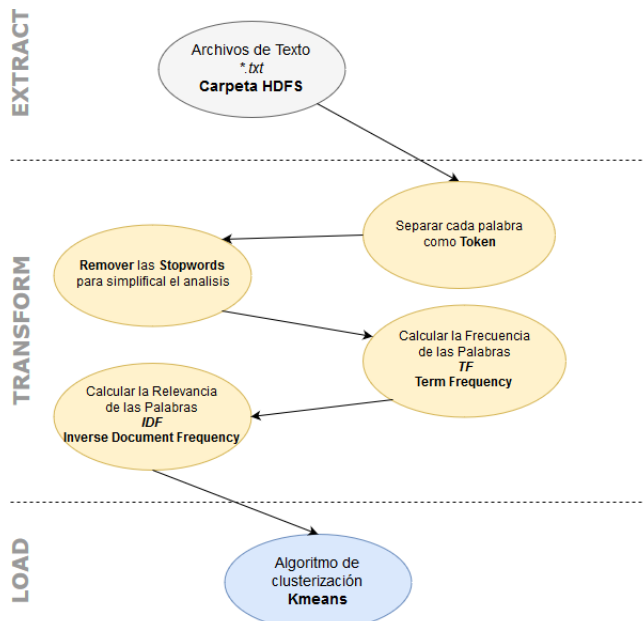 EXTRACT
Archivos de Texto
*.txt
Carpeta HDFS
TRANSFORM
Separar cada palabra
como Token
Remover las Stopwords
para simplifical el analisis
Calcular la Frecuencia
de las Palabras
TF
Term Frequency
Calcular la Relevancia
de las Palabras
IDF
Inverse Document Frequency
LOAD
Algoritmo de
clusterización
Kmeans